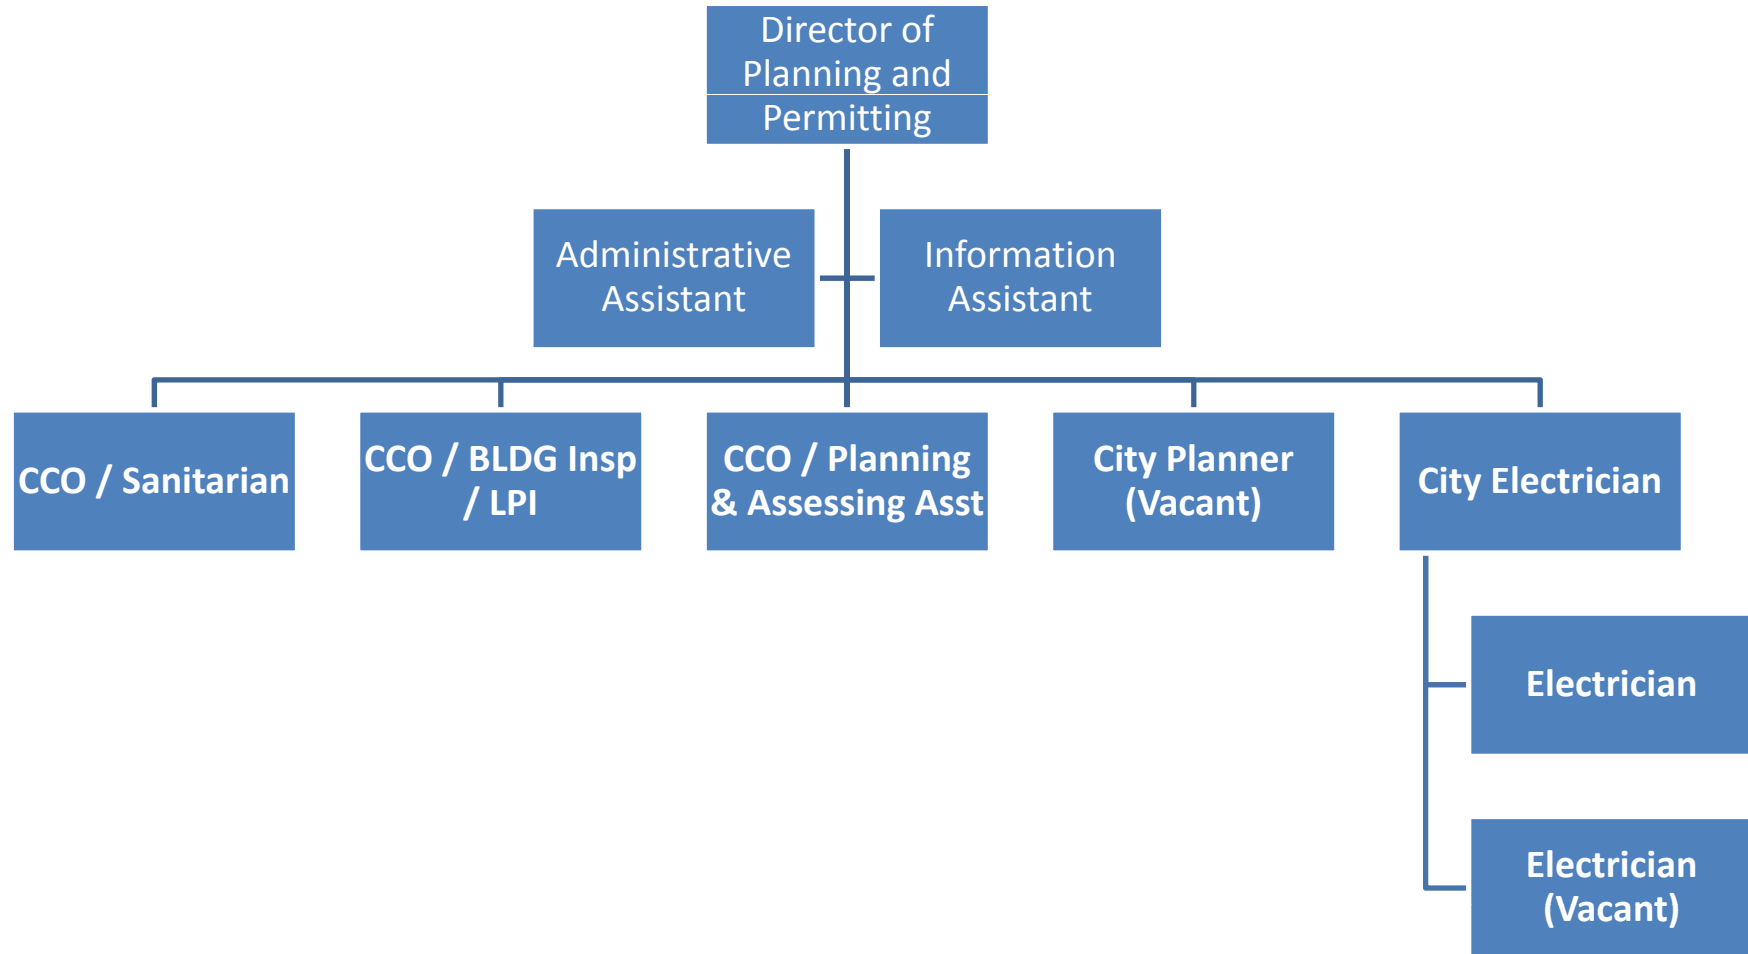 Director of
Planning and
Permitting
Administrative
Assistant
Information
Assistant
CCO / Sanitarian
CCO / BLDG Insp
/ LPI
CCO / Planning
& Assessing Asst
City Planner
(Vacant)
City Electrician
Electrician
Electrician
(Vacant)